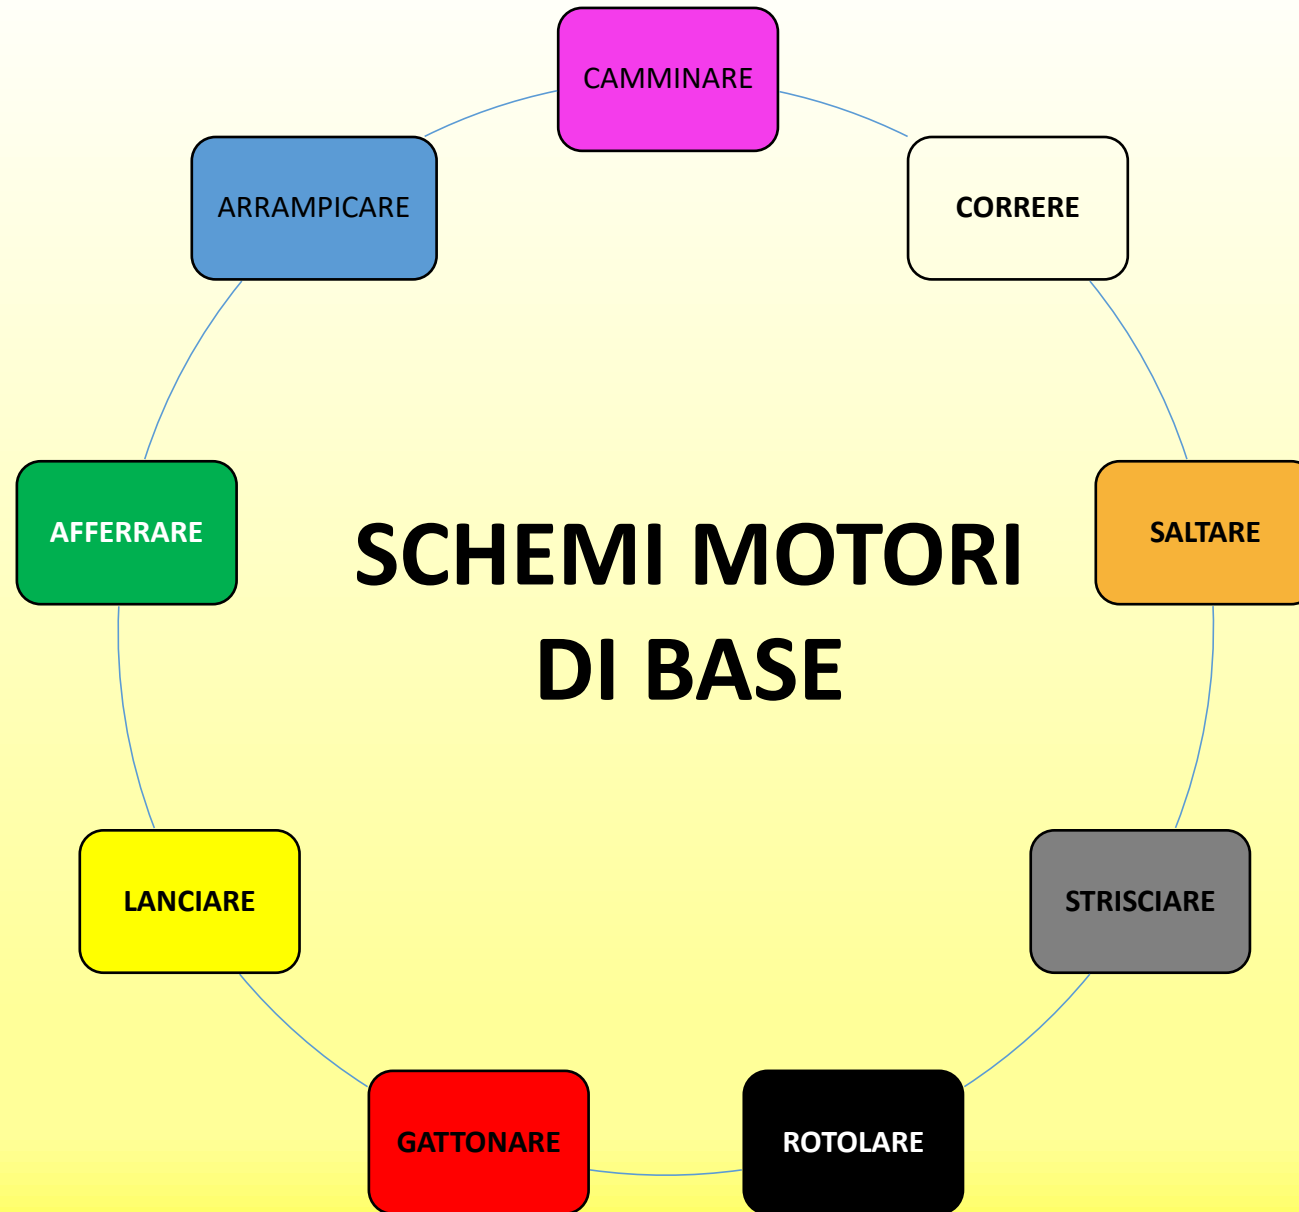 CAMMINARE
CORRERE
SALTARE
STRISCIARE
ROTOLARE
GATTONARE
LANCIARE
AFFERRARE
ARRAMPICARE
SCHEMI MOTORI
DI BASE